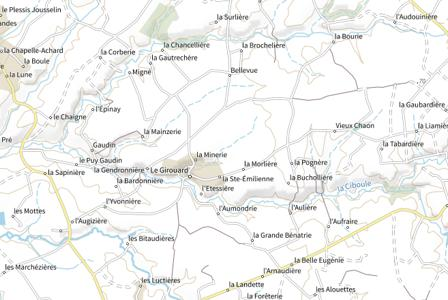 le Plessis Jousselin
la Surlière
l'Audouinière
andes
la Chapelle-Achard
la Chancellière
la Brochelière
la Bourie
la Corberie
la Gautrechère
la Boule
la Lune
Migné
Bellevue
70
l'Épinay
la Gaubardière
le Chaigne
Vieux Chaon
la Liamié
Pré
la Mainzerie
Gaudin
la Tabardière
le Puy Gaudin
la Minerie
la Morlière
la Pognère
la Sapinière
la Gendronnière
Le Girouard
la Bardonnière
la Ste-Émilienne
la Bucholière
la Ciboule
l'Etessière
l'Yvonnière
les Mottes
l'Aumondrie
l'Aulière
l'Augizière
l'Aufraire
les Bitaudières
la Grande Bénatrie
les Marchézières
la Belle Eugénie
l'Arnaudière
les Luctières
la Landette
les Alouettes
la Forêterie